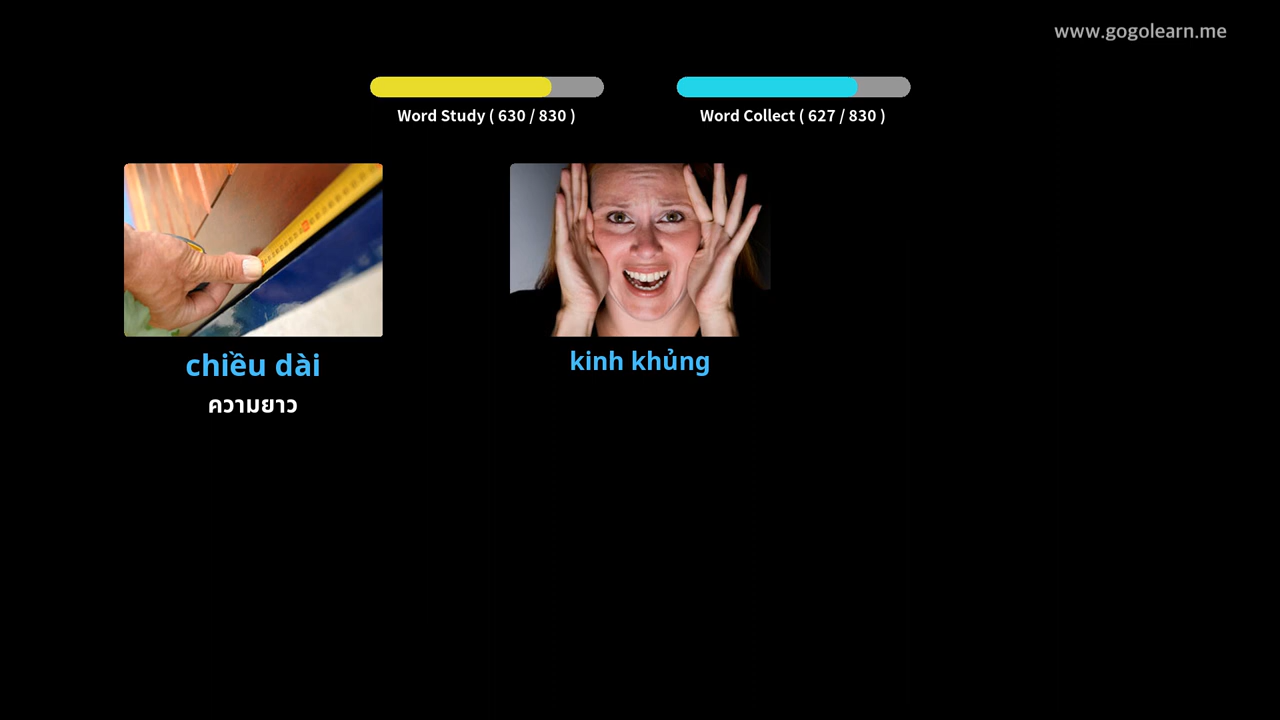 www.gogolearn.me
Word Study ( 630 / 830 )
Word Collect ( 627 / 830 )
chiều dài
ความยาว
kinh khủng